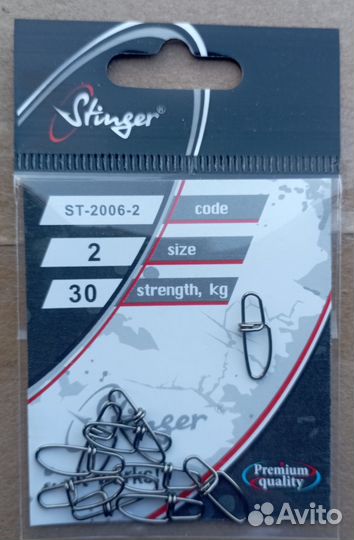 Stinger®
ST-2006-2 code
2 size
30 strength, kg
Stinger
Premium
quality
Avito